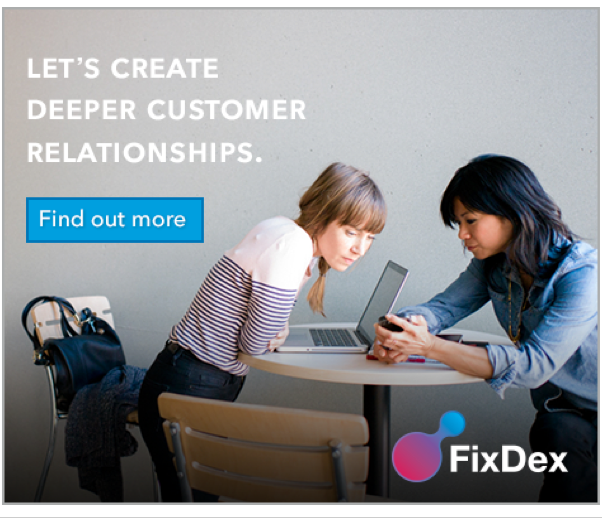 LET'S CREATE
DEEPER CUSTOMER
RELATIONSHIPS.
Find out more
FixDex